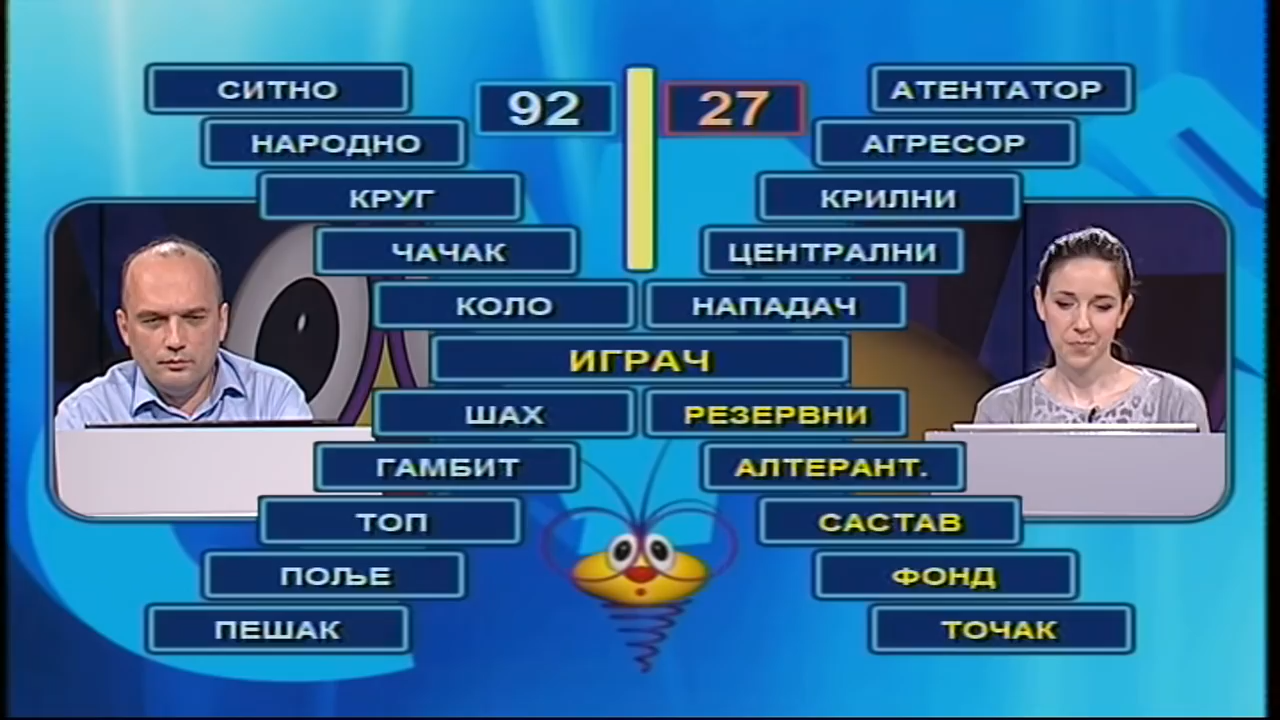 СИТНО
92
27
АТЕНТАТОР
НАРОДНО
АГРЕСОР
КРУГ
КРИЛНИ
ЧАЧАК
ЦЕНТРАЛНИ
КОЛО
НАПАДАЧ
ИГРАЧ
ШАХ
РЕЗЕРВНИ
ГАМБИТ
АЛТЕРАНТ.
ТОП
САСТАВ
ПОЉЕ
ФОНД
ПЕШАК
ТОЧАК